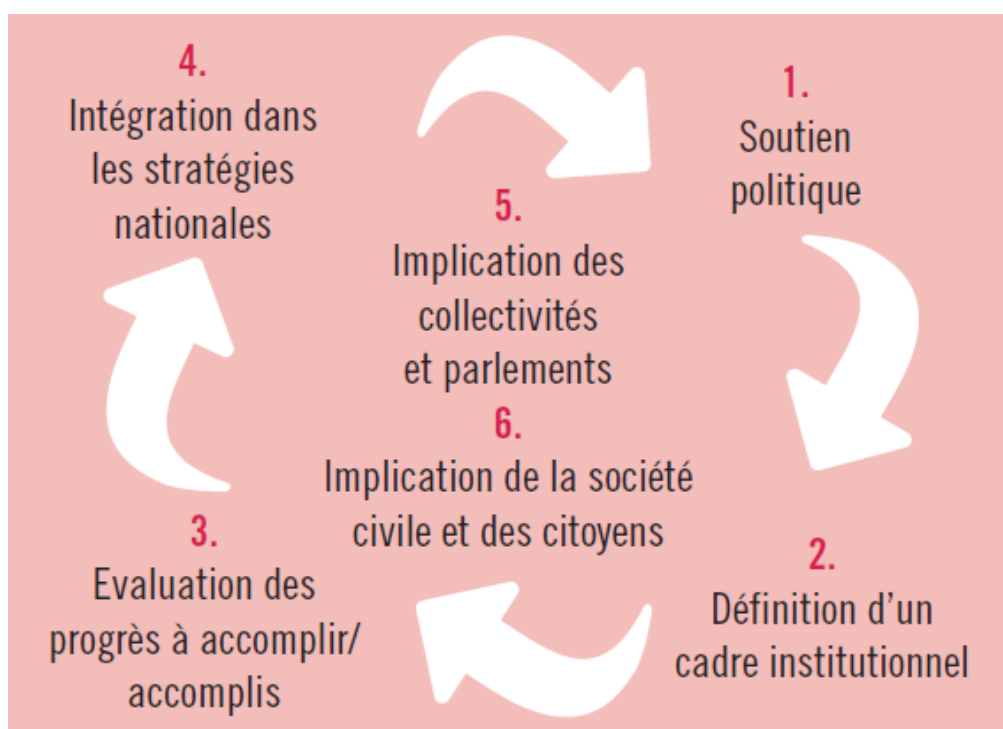 4.
Intégration dans
les stratégies
nationales
1.
Soutien
politique
5.
Implication des
collectivités
et parlements
6.
Implication de la société
civile et des citoyens
3.
Evaluation des
progrès à accomplir/
accomplis
2.
Définition d’un
cadre institutionnel